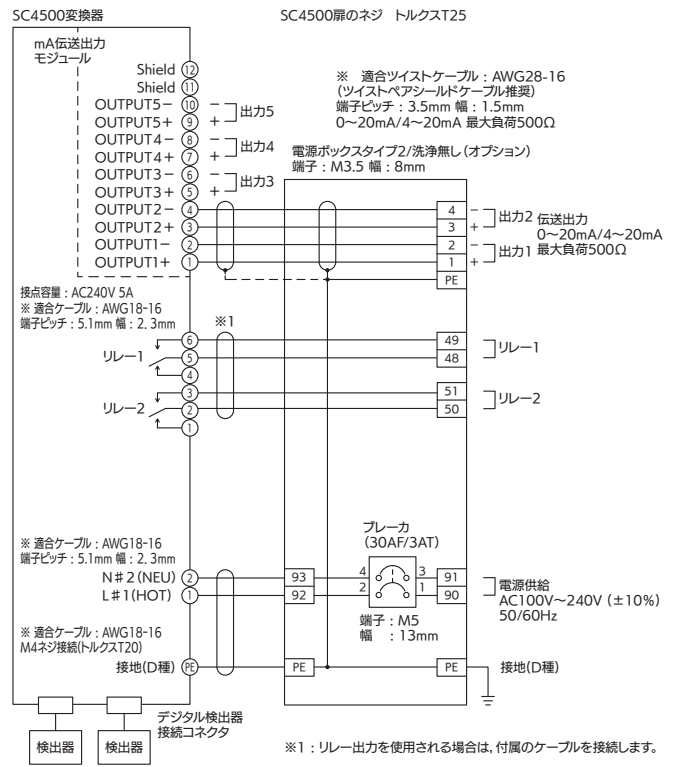 SC4500変換器
SC4500扉のネジ トルクスT25
mA伝送出力
モジュール
Shield ⑫
Shield ⑪
OUTPUT5− ⑩ −
OUTPUT5+ ⑨ +
出力5
OUTPUT4− ⑧ −
OUTPUT4+ ⑦ +
出力4
OUTPUT3− ⑥ −
OUTPUT3+ ⑤ +
出力3
OUTPUT2− ④
OUTPUT2+ ③
OUTPUT1− ②
OUTPUT1+ ①
※ 適合ツイストケーブル：AWG28-16
(ツイストペアシールドケーブル推奨)
端子ピッチ：3.5mm 幅：1.5mm
0～20mA/4～20mA 最大負荷500Ω
電源ボックスタイプ2/洗浄無し(オプション)
端子：M3.5 幅：8mm
4 −
3 +
出力2
2 −
1 +
出力1
PE
伝送出力
0～20mA/4～20mA
最大負荷500Ω
接点容量：AC240V 5A
※ 適合ケーブル：AWG18-16
端子ピッチ：5.1mm 幅：2.3mm
※1
リレー1
⑥
⑤
④
リレー2
③
②
①
49
48
リレー1
51
50
リレー2
※ 適合ケーブル：AWG18-16
端子ピッチ：5.1mm 幅：2.3mm
N♯2(NEU) ②
L♯1(HOT) ①
93
92
ブレーカ
(30AF/3AT)
4 3
2 1
端子：M5
幅 ：13mm
91
90
電源供給
AC100V～240V (±10%)
50/60Hz
※ 適合ケーブル：AWG18-16
M4ネジ接続(トルクスT20)
接地(D種) PE
PE
PE
接地(D種)
デジタル検出器
接続コネクタ
検出器
検出器
※1：リレー出力を使用される場合は,付属のケーブルを接続します。